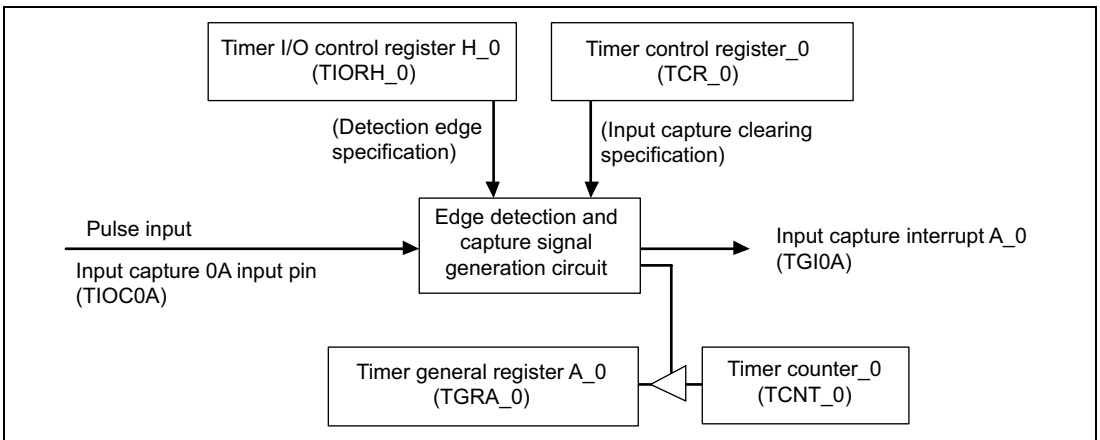 Timer I/O control register H_0
(TIORH_0)
Timer control register_0
(TCR_0)
(Detection edge
specification)
(Input capture clearing
specification)
Pulse input
Input capture 0A input pin
(TIOC0A)
Edge detection and
capture signal
generation circuit
Input capture interrupt A_0
(TGI0A)
Timer general register A_0
(TGRA_0)
Timer counter_0
(TCNT_0)